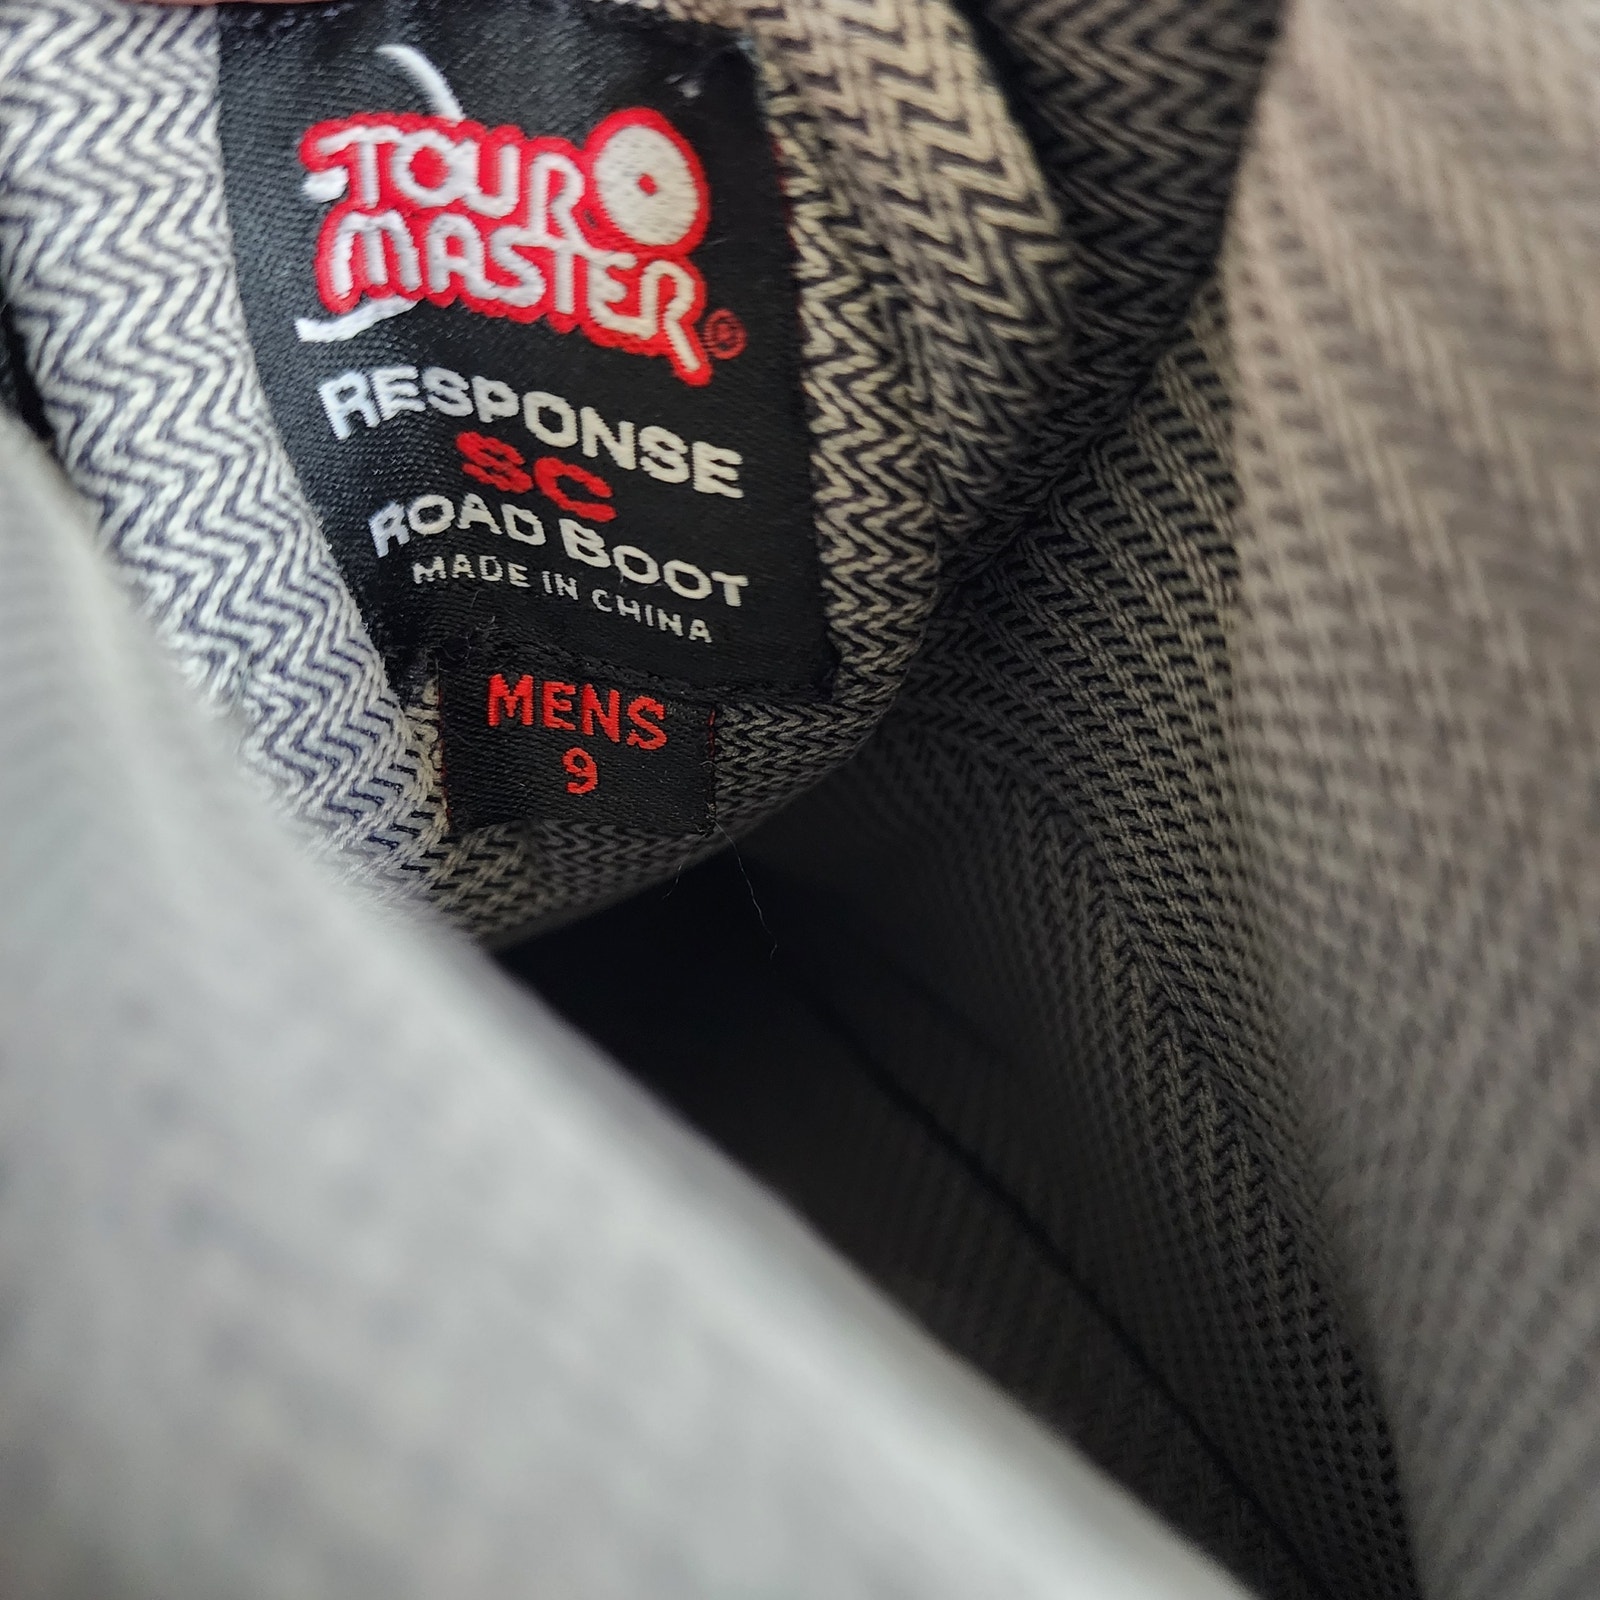 TOUR
MASTER®
RESPONSE
SC
ROAD BOOT
MADE IN CHINA
MENS
9